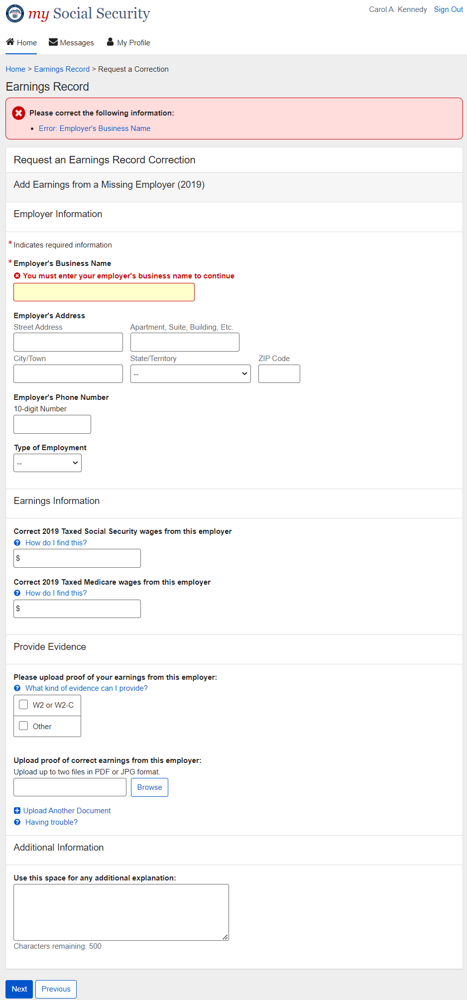 my Social Security
Carol A. Kennedy Sign Out
Home Messages My Profile
Home > Earnings Record > Request a Correction
Earnings Record
Please correct the following information:
• Error: Employer's Business Name
Request an Earnings Record Correction
Add Earnings from a Missing Employer (2019)
Employer Information
* Indicates required information
* Employer's Business Name
You must enter your employer's business name to continue
Employer's Address
Street Address Apartment, Suite, Building, Etc.
City/Town State/Territory ZIP Code
--
Employer's Phone Number
10-digit Number
Type of Employment
--
Earnings Information
Correct 2019 Taxed Social Security wages from this employer
How do I find this?
$
Correct 2019 Taxed Medicare wages from this employer
How do I find this?
$
Provide Evidence
Please upload proof of your earnings from this employer:
What kind of evidence can I provide?
W2 or W2-C
Other
Upload proof of correct earnings from this employer:
Upload up to two files in PDF or JPG format.
Browse
Upload Another Document
Having trouble?
Additional Information
Use this space for any additional explanation:
Characters remaining: 500
Next Previous